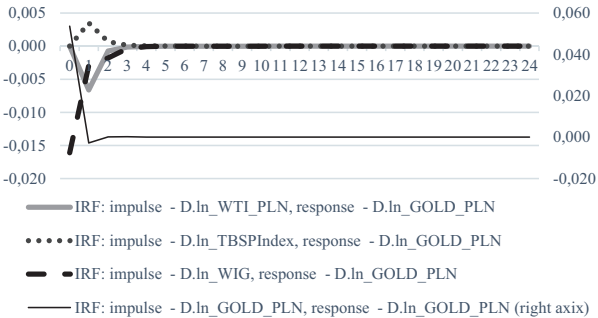 0,005 0,060
0,000 0,040
0 1 2 3 4 5 6 7 8 9 10 11 12 13 14 15 16 17 18 19 20 21 22 23 24
-0,005
0,020
-0,010
-0,015 0,000
-0,020 -0,020
IRF: impulse - D.ln_WTI_PLN, response - D.ln_GOLD_PLN
IRF: impulse - D.ln_TBSPIndex, response - D.ln_GOLD_PLN
IRF: impulse - D.ln_WIG, response - D.ln_GOLD_PLN
IRF: impulse - D.ln_GOLD_PLN, response - D.ln_GOLD_PLN (right axis)